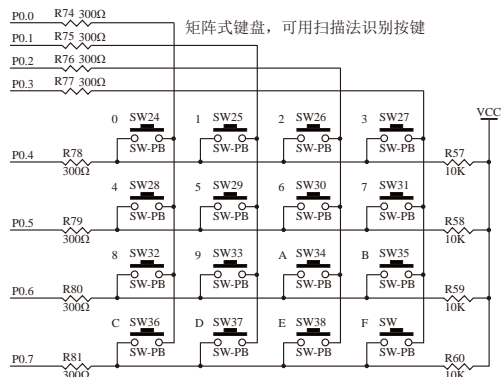 P0.0 R74 300Ω
矩阵式键盘，可用扫描法识别按键
P0.1 R75 300Ω
P0.2 R76 300Ω
P0.3 R77 300Ω
VCC
0 SW24 1 SW25 2 SW26 3 SW27
SW-PB SW-PB SW-PB SW-PB
P0.4 R78 R57
300Ω 10K
4 SW28 5 SW29 6 SW30 7 SW31
SW-PB SW-PB SW-PB SW-PB
P0.5 R79 R58
300Ω 10K
8 SW32 9 SW33 A SW34 B SW35
SW-PB SW-PB SW-PB SW-PB
P0.6 R80 R59
300Ω 10K
C SW36 D SW37 E SW38 F SW
SW-PB SW-PB SW-PB SW-PB
P0.7 R81 R60
300Ω 10K